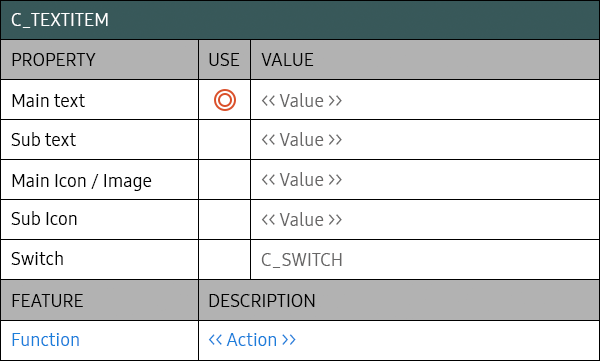 C_TEXTITEM
PROPERTY USE VALUE
Main text << Value >>
Sub text << Value >>
Main Icon / Image << Value >>
Sub Icon << Value >>
Switch C_SWITCH
FEATURE DESCRIPTION
Function << Action >>